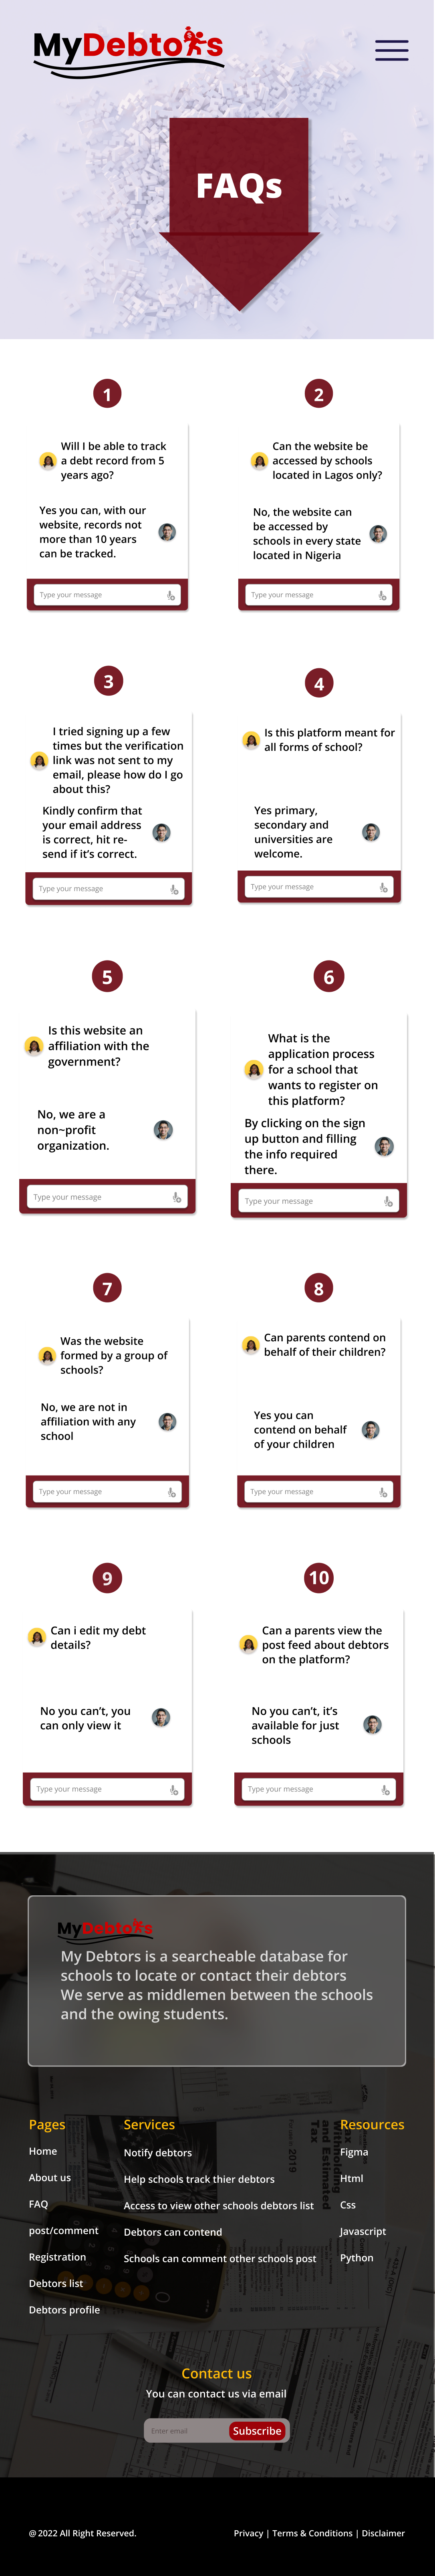 MyDebtors
FAQs
1
Will I be able to track
a debt record from 5
years ago?
Yes you can, with our
website, records not
more than 10 years
can be tracked.
Type your message
2
Can the website be
accessed by schools
located in Lagos only?
No, the website can
be accessed by
schools in every state
located in Nigeria
Type your message
3
I tried signing up a few
times but the verification
link was not sent to my
email, please how do I go
about this?
Kindly confirm that
your email address
is correct, hit re-
send if it's correct.
Type your message
4
Is this platform meant for
all forms of school?
Yes primary,
secondary and
universities are
welcome.
Type your message
5
Is this website an
affiliation with the
government?
No, we are a
non~profit
organization.
Type your message
6
What is the
application process
for a school that
wants to register on
this platform?
By clicking on the sign
up button and filling
the info required
there.
Type your message
7
Was the website
formed by a group of
schools?
No, we are not in
affiliation with any
school
Type your message
8
Can parents contend on
behalf of their children?
Yes you can
contend on behalf
of your children
Type your message
9
Can i edit my debt
details?
No you can't, you
can only view it
Type your message
10
Can a parents view the
post feed about debtors
on the platform?
No you can't, it's
available for just
schools
Type your message
MyDebtors
My Debtors is a searcheable database for
schools to locate or contact their debtors
We serve as middlemen between the schools
and the owing students.
Pages
Home
About us
FAQ
post/comment
Registration
Debtors list
Debtors profile
Services
Notify debtors
Help schools track thier debtors
Access to view other schools debtors list
Debtors can contend
Schools can comment other schools post
Resources
Figma
Html
Css
Javascript
Python
Tax
2019
Contact us
You can contact us via email
Enter email
Subscribe
@ 2022 All Right Reserved.
Privacy | Terms & Conditions | Disclaimer